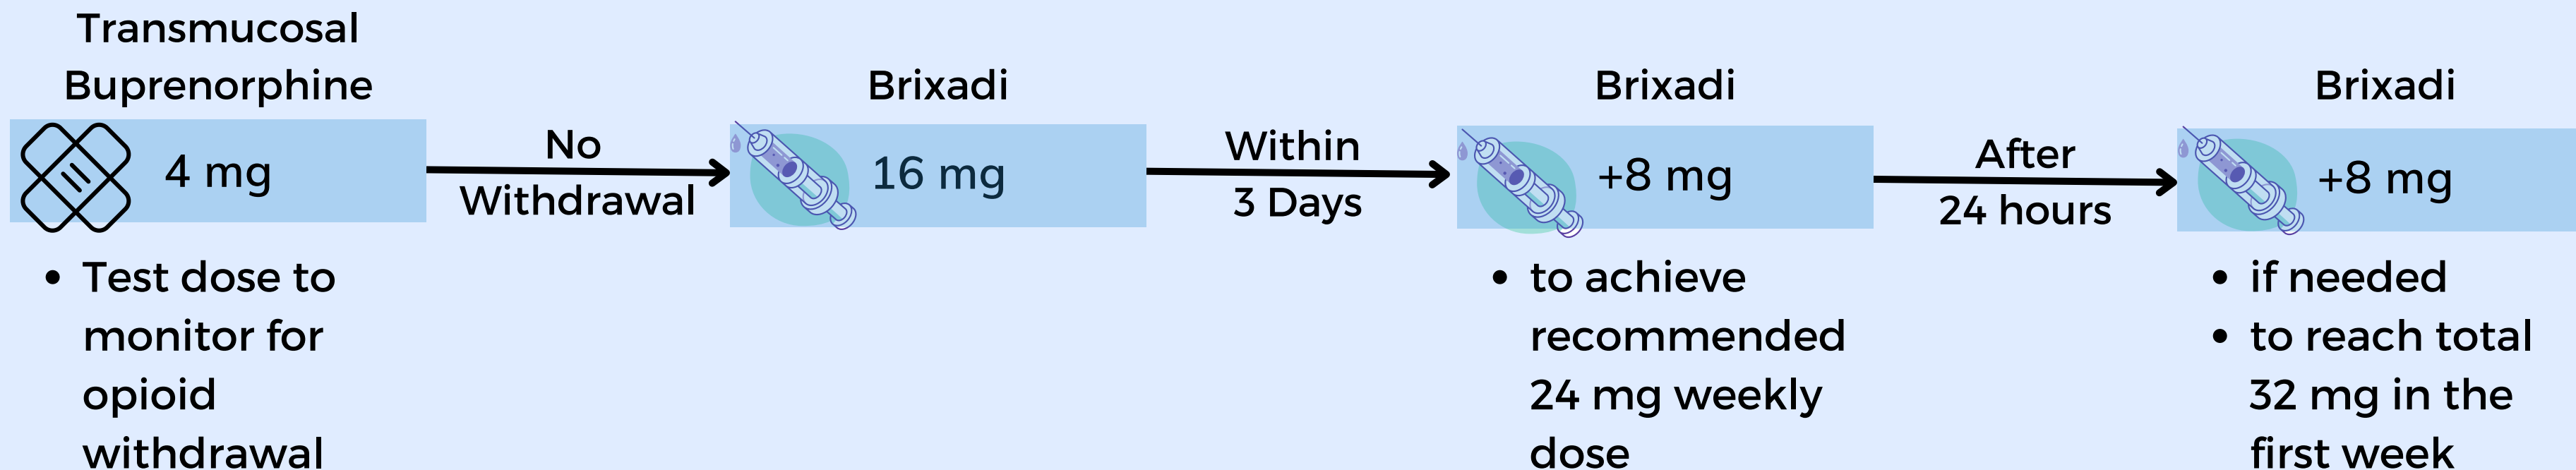 Transmucosal
Buprenorphine
4 mg
• Test dose to
monitor for
opioid
withdrawal
No
Withdrawal
Brixadi
16 mg
Within
3 Days
Brixadi
+8 mg
• to achieve
recommended
24 mg weekly
dose
After
24 hours
Brixadi
+8 mg
• if needed
• to reach total
32 mg in the
first week